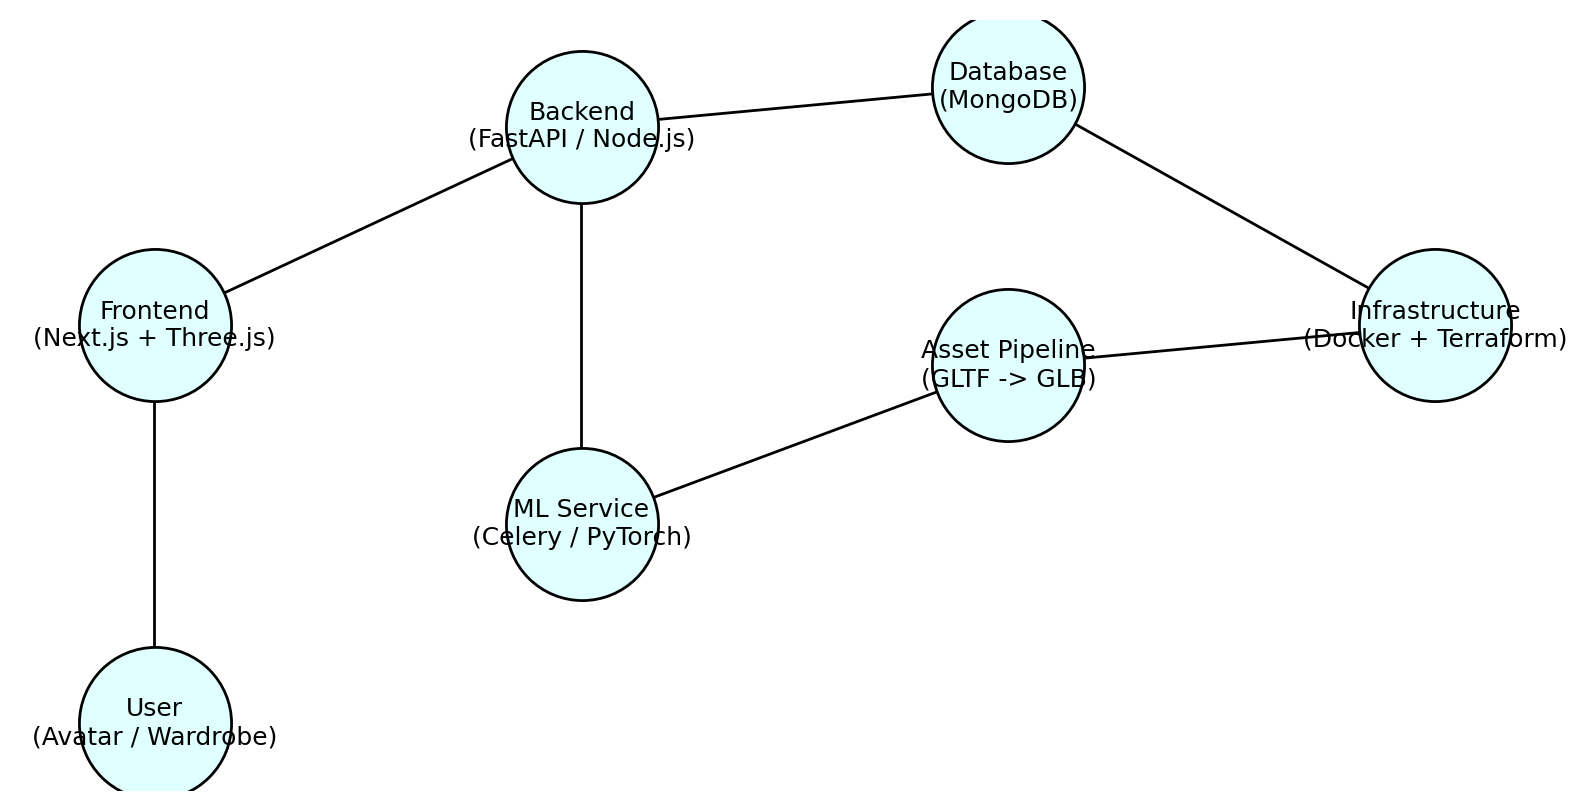 Database
(MongoDB)
Backend
(FastAPI / Node.js)
Frontend
(Next.js + Three.js)
Infrastructure
(Docker + Terraform)
Asset Pipeline
(GLTF -> GLB)
ML Service
(Celery / PyTorch)
User
(Avatar / Wardrobe)